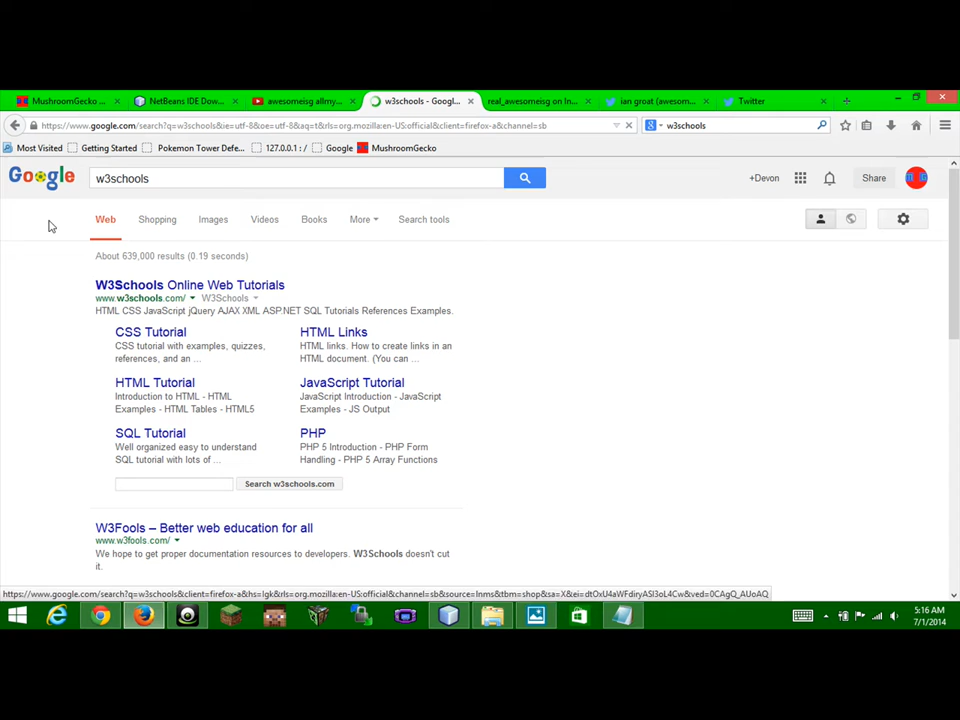 MushroomGecko ...
NetBeans IDE Dow...
awesomeisg allmy...
w3schools - Googl...
real_awesomeisg on In...
ian groat (awesom...
Twitter
https://www.google.com/search?q=w3schools&ie=utf-8&oe=utf-8&aq=t&rls=org.mozilla:en-US:official&client=firefox-a&channel=sb
w3schools
Most Visited
Getting Started
Pokemon Tower Defe...
127.0.0.1 :/
Google
MushroomGecko
Google
w3schools
+Devon
Share
Web
Shopping
Images
Videos
Books
More
Search tools
About 639,000 results (0.19 seconds)
W3Schools Online Web Tutorials
www.w3schools.com/ W3Schools
HTML CSS JavaScript jQuery AJAX XML ASP.NET SQL Tutorials References Examples.
CSS Tutorial
CSS tutorial with examples, quizzes,
references, and an ...
HTML Links
HTML links. How to create links in an
HTML document. (You can ...
HTML Tutorial
Introduction to HTML - HTML
Examples - HTML Tables - HTML5
JavaScript Tutorial
JavaScript Introduction - JavaScript
Examples - JS Output
SQL Tutorial
Well organized easy to understand
SQL tutorial with lots of ...
PHP
PHP 5 Introduction - PHP Form
Handling - PHP 5 Array Functions
Search w3schools.com
W3Fools – Better web education for all
www.w3fools.com/
We hope to get proper documentation resources to developers. W3Schools doesn't cut
it.
5:16 AM
7/1/2014